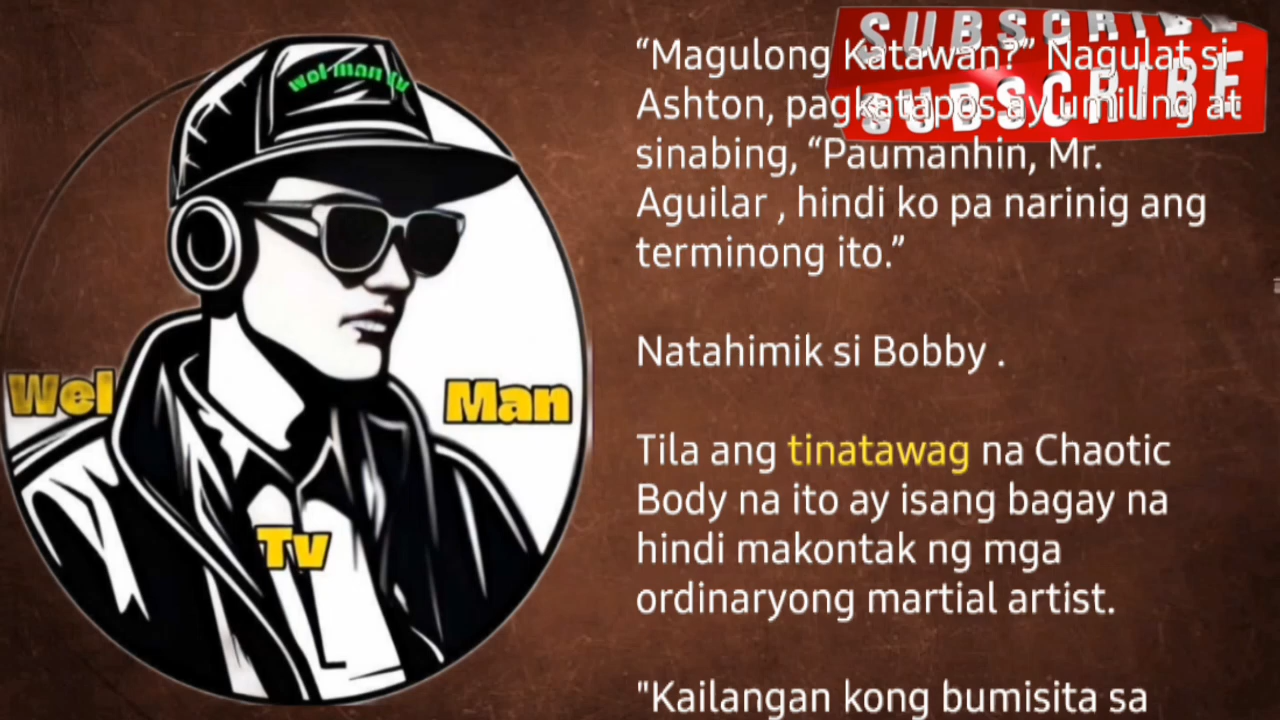 wel man tv
Wel
Man
Tv
SUBSCRIBE
SUBSCRIBE
“Magulong Katawan?” Nagulat si
Ashton, pagkatapos ay umiling at
sinabing, “Paumanhin, Mr.
Aguilar , hindi ko pa narinig ang
terminong ito.”
Natahimik si Bobby .
Tila ang tinatawag na Chaotic
Body na ito ay isang bagay na
hindi makontak ng mga
ordinaryong martial artist.
"Kailangan kong bumisita sa